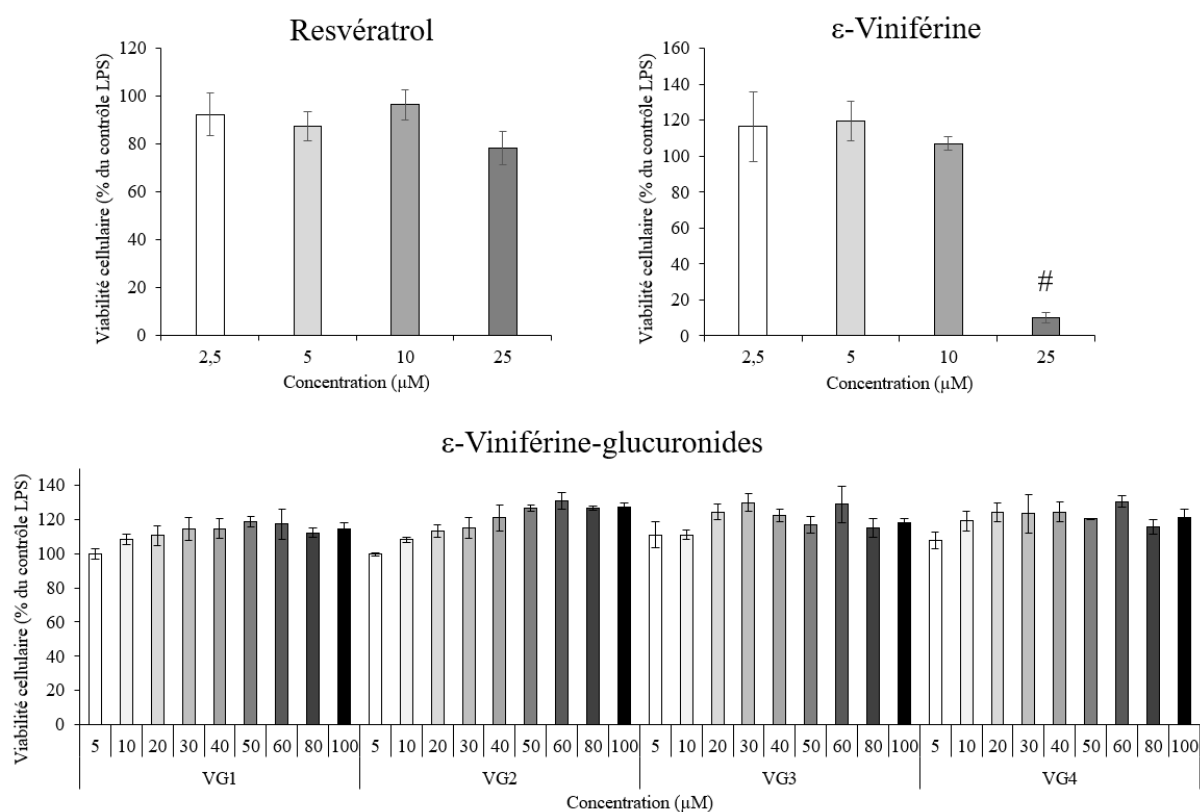 Resvératrol
Viabilité cellulaire (% du contrôle LPS)
120
100
80
60
40
20
0
2,5 5 10 25
Concentration (μM)
ε-Viniférine
Viabilité cellulaire (% du contrôle LPS)
160
140
120
100
80
60
40
20
0
#
2,5 5 10 25
Concentration (μM)
ε-Viniférine-glucuronides
Viabilité cellulaire (% du contrôle LPS)
140
120
100
80
60
40
20
0
5 10 20 30 40 50 60 80 100 5 10 20 30 40 50 60 80 100 5 10 20 30 40 50 60 80 100 5 10 20 30 40 50 60 80 100
VG1 VG2 VG3 VG4
Concentration (μM)